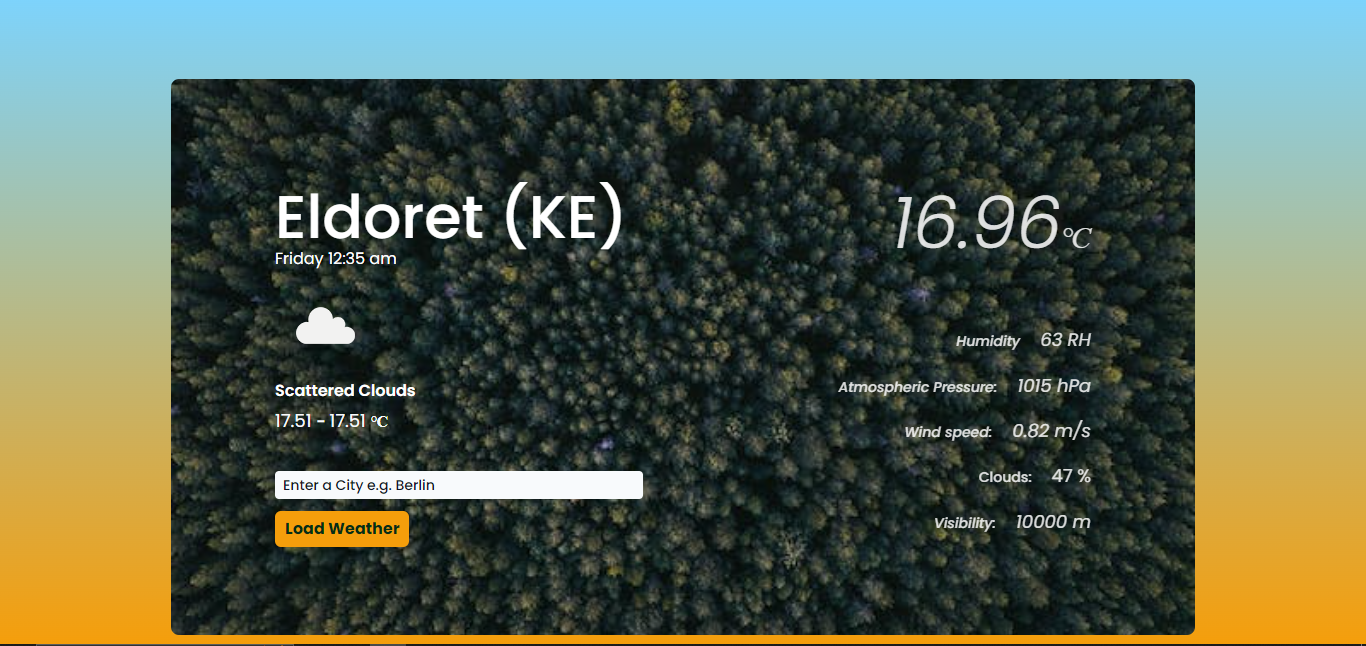 Eldoret (KE)
Friday 12:35 am
Scattered Clouds
17.51 - 17.51 °C
Enter a City e.g. Berlin
Load Weather
16.96°C
Humidity 63 RH
Atmospheric Pressure: 1015 hPa
Wind speed: 0.82 m/s
Clouds: 47 %
Visibility: 10000 m